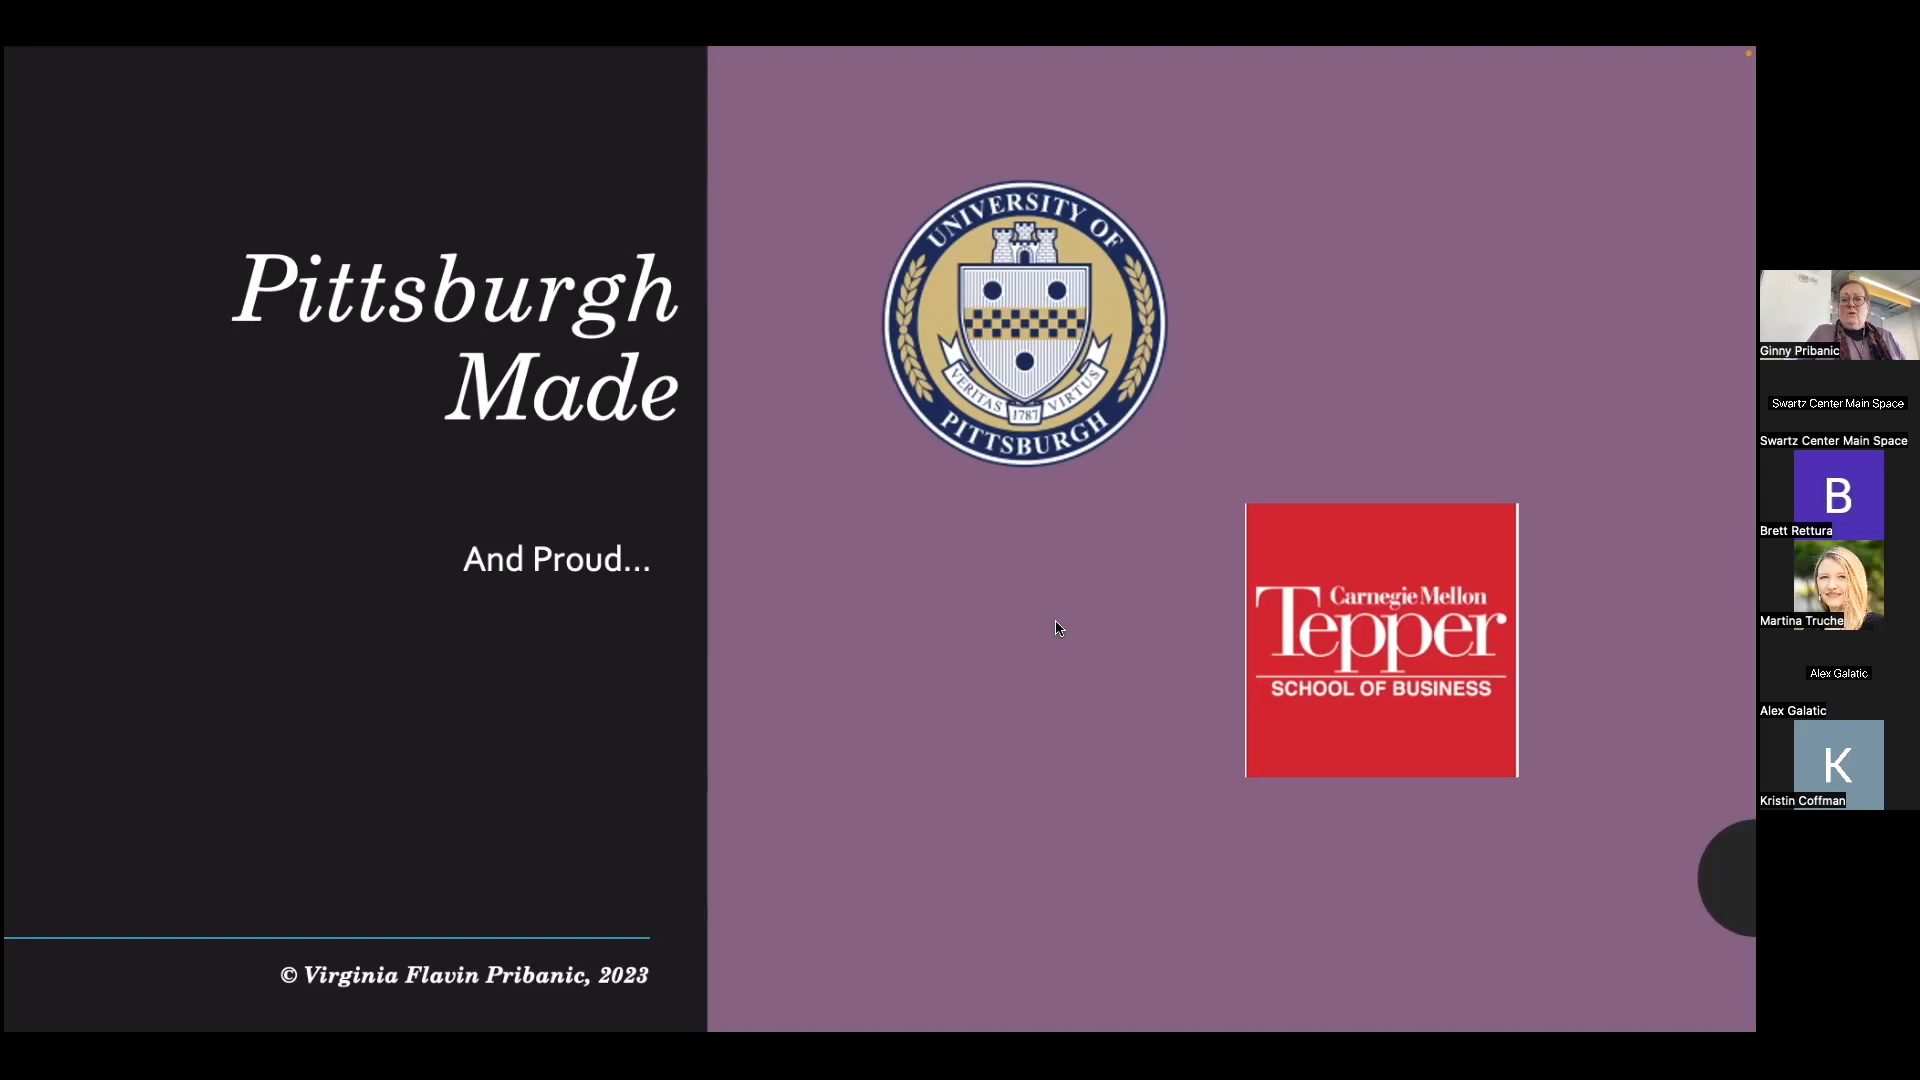 Pittsburgh
Made
And Proud...
© Virginia Flavin Pribanic, 2023
UNIVERSITY OF
VERITAS VIRTUS
1787
PITTSBURGH
Carnegie Mellon
Tepper
SCHOOL OF BUSINESS
Ginny Pribanic
Swartz Center Main Space
Swartz Center Main Space
B
Brett Rettura
Martina Truche
Alex Galatic
Alex Galatic
K
Kristin Coffman